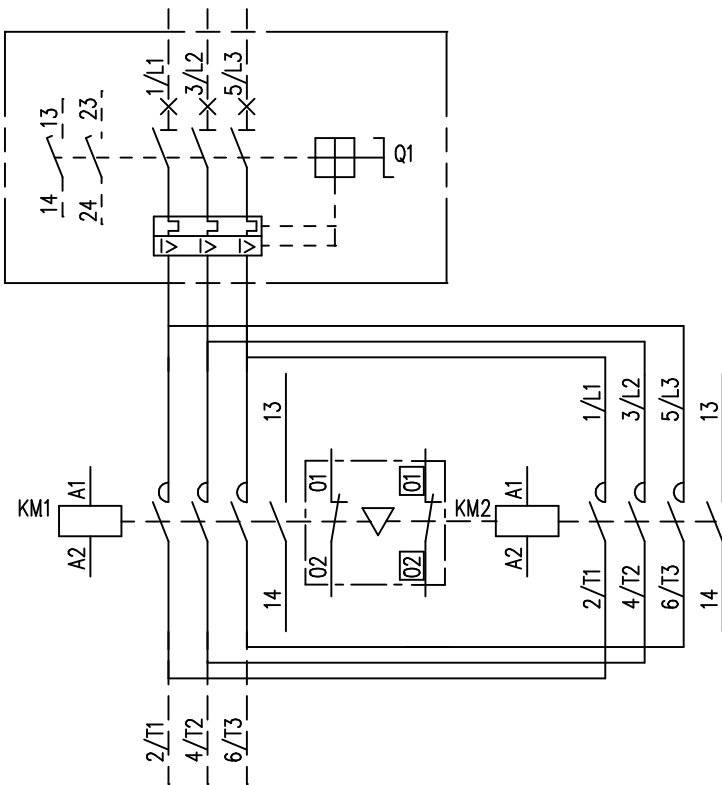 1/L1 3/L2 5/L3
13 23
14 24
Q1
I> I> I>
1/L1 3/L2 5/L3 13
13
01 01
KM1 A1
A2
KM2 A1
A2
02 02
14
2/T1 4/T2 6/T3 14
2/T1 4/T2 6/T3